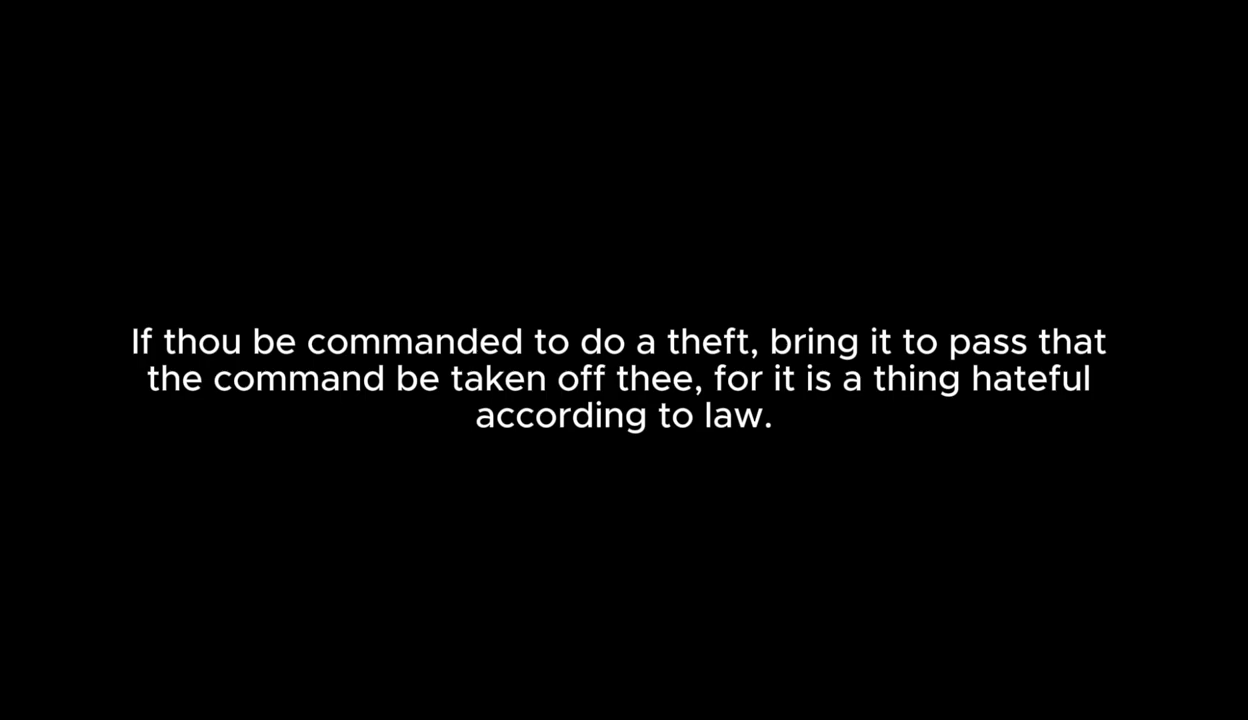 If thou be commanded to do a theft, bring it to pass that
the command be taken off thee, for it is a thing hateful
according to law.